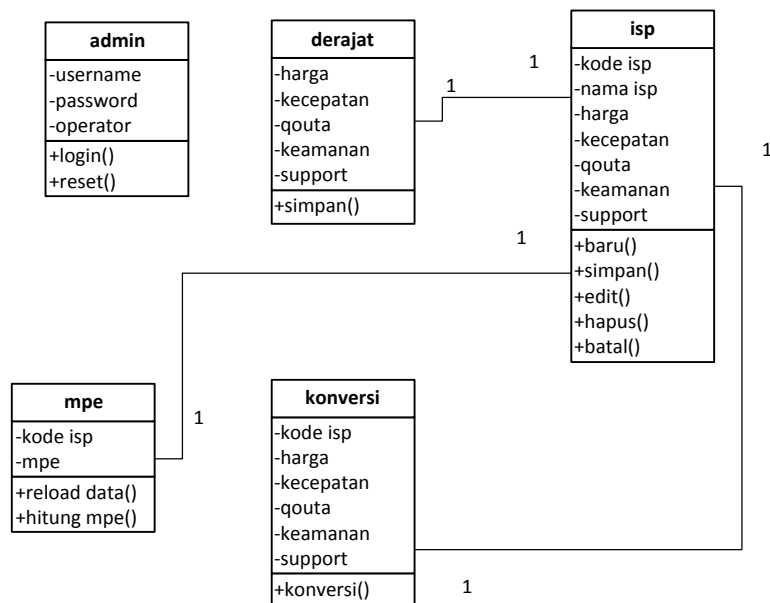 admin
-username
-password
-operator
+login()
+reset()
derajat
-harga
-kecepatan
-qouta
-keamanan
-support
+simpan()
1
1
isp
-kode isp
-nama isp
-harga
-kecepatan
-qouta
-keamanan
-support
+baru()
+simpan()
+edit()
+hapus()
+batal()
1
1
mpe
-kode isp
-mpe
+reload data()
+hitung mpe()
1
konversi
-kode isp
-harga
-kecepatan
-qouta
-keamanan
-support
+konversi()
1